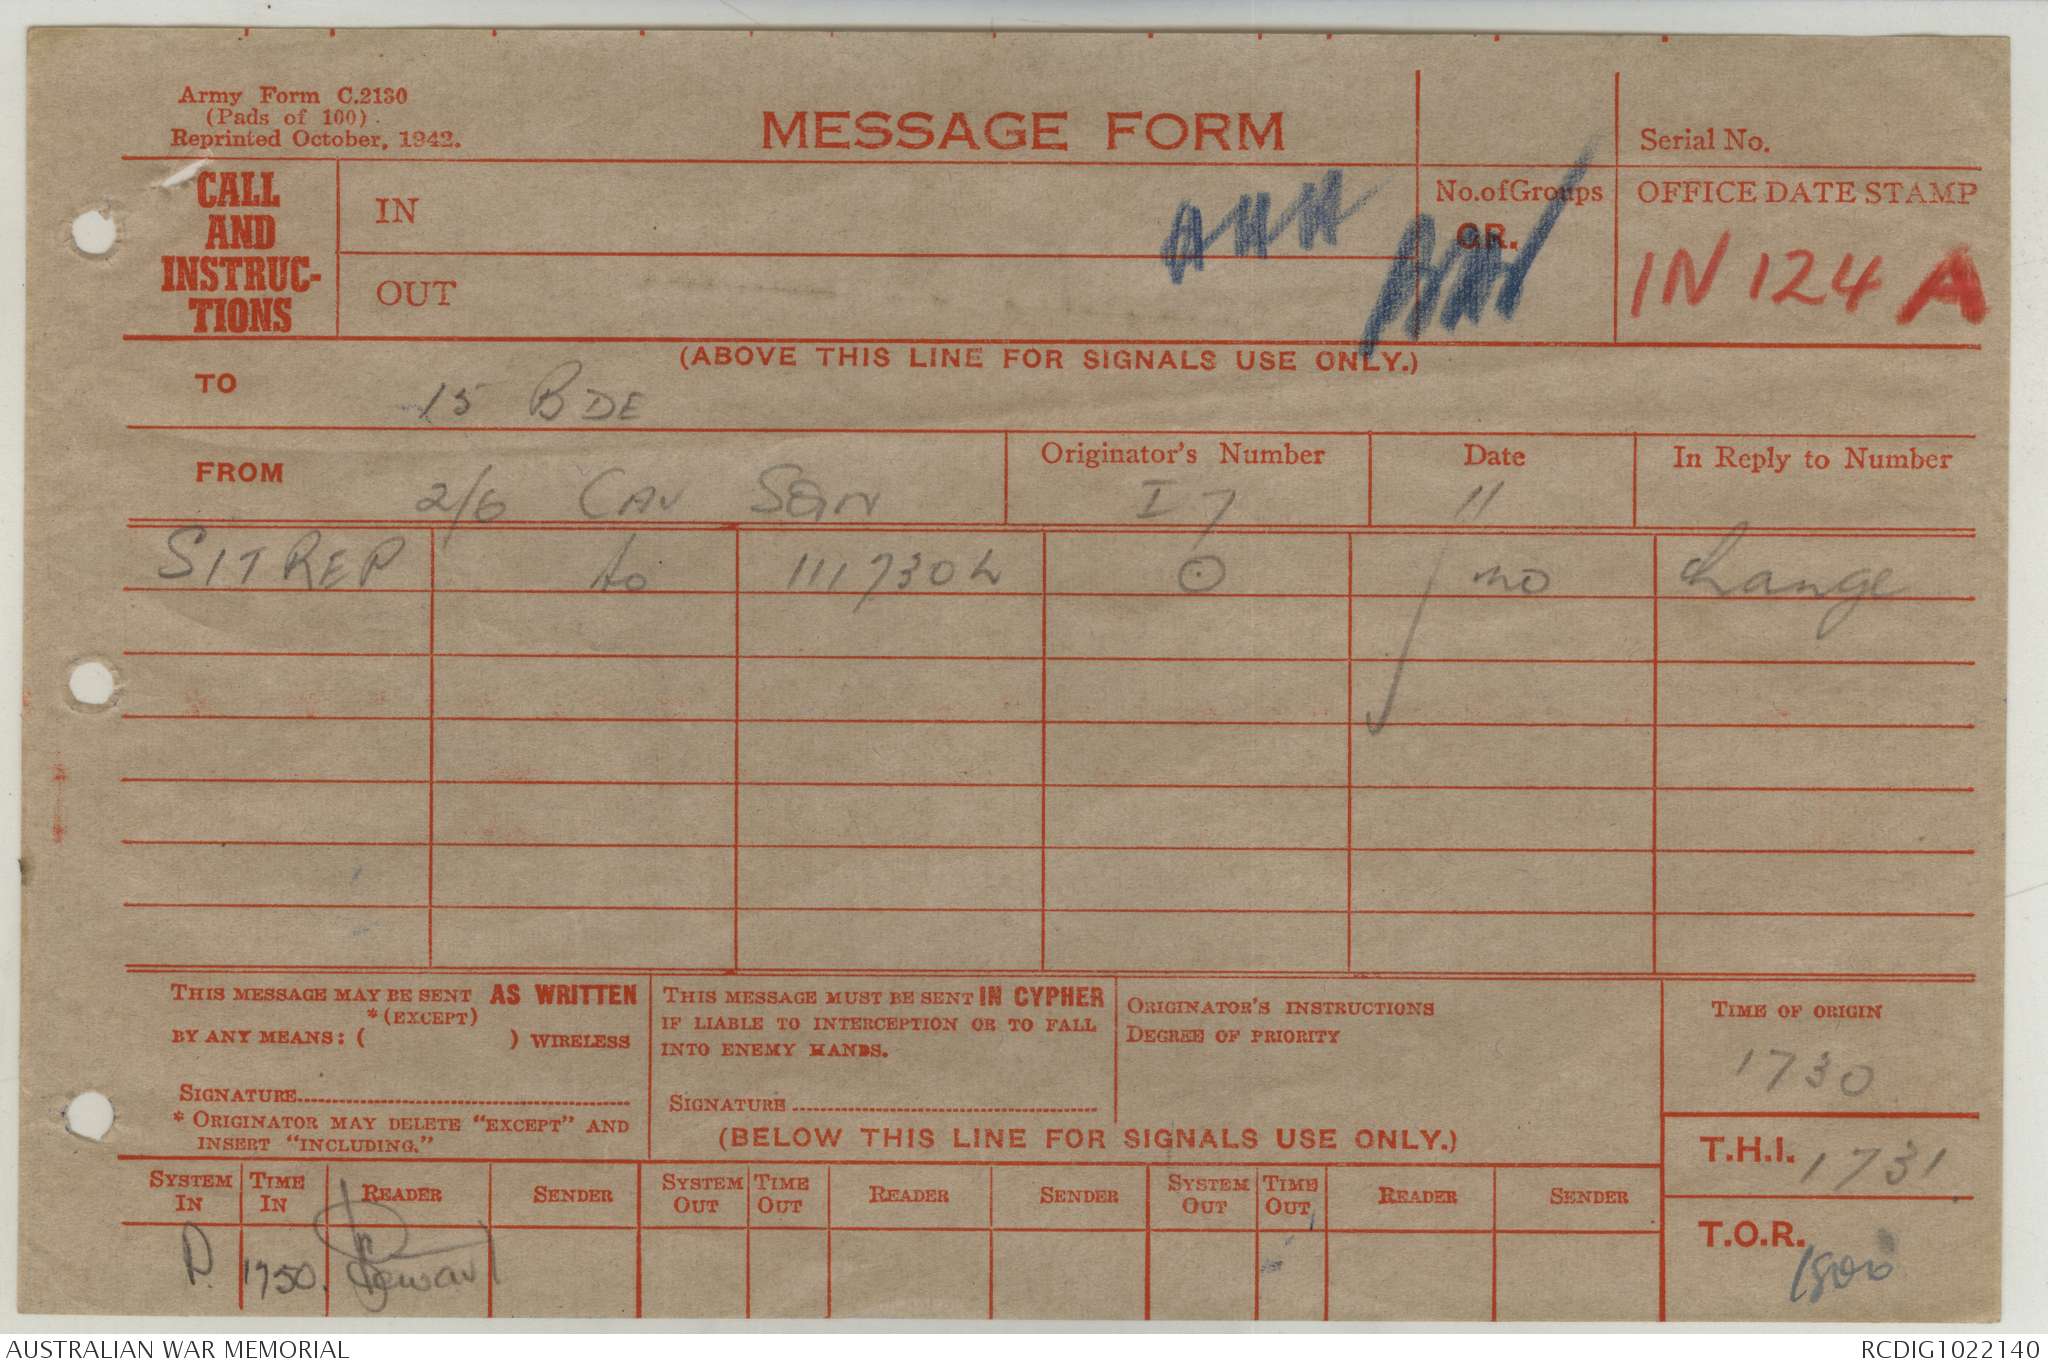 Army Form C.2130
(Pads of 100).
Reprinted October, 1942.
MESSAGE FORM
Serial No.
CALL AND INSTRUC-TIONS
IN
OUT
No. of Groups
GR.
OFFICE DATE STAMP
IN 124 A
(ABOVE THIS LINE FOR SIGNALS USE ONLY.)
TO
15 BDE
FROM
2/6 CAV SQN
Originator's Number
I 7
Date
11
In Reply to Number
SITREP to 111730L O no change
THIS MESSAGE MAY BE SENT AS WRITTEN
*(EXCEPT)
BY ANY MEANS: ( ) WIRELESS
SIGNATURE
* ORIGINATOR MAY DELETE "EXCEPT" AND
INSERT "INCLUDING."
THIS MESSAGE MUST BE SENT IN CYPHER
IF LIABLE TO INTERCEPTION OR TO FALL
INTO ENEMY HANDS.
SIGNATURE
ORIGINATOR'S INSTRUCTIONS
DEGREE OF PRIORITY
TIME OF ORIGIN
1730
(BELOW THIS LINE FOR SIGNALS USE ONLY.)
T.H.I. 1731
T.O.R. 1800
SYSTEM IN
TIME IN
READER
SENDER
SYSTEM OUT
TIME OUT
READER
SENDER
SYSTEM OUT
TIME OUT
READER
SENDER
P. 1750.
AUSTRALIAN WAR MEMORIAL
RCDIG1022140